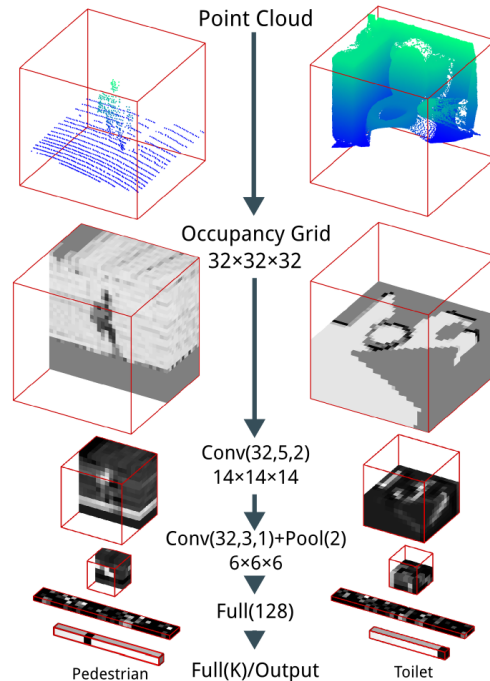 Point Cloud
Occupancy Grid
32×32×32
Conv(32,5,2)
14×14×14
Conv(32,3,1)+Pool(2)
6×6×6
Full(128)
Full(K)/Output
Pedestrian
Toilet